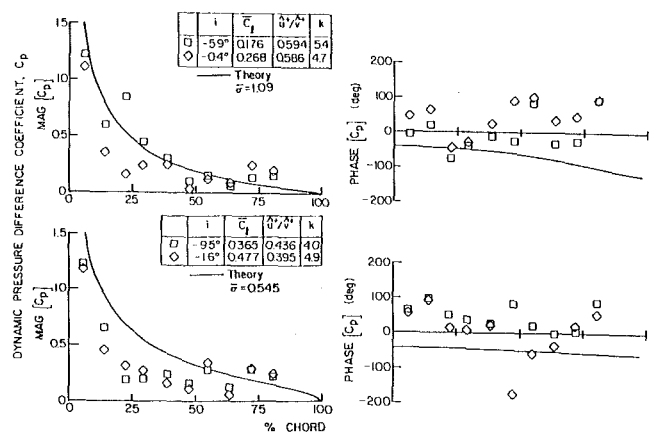 DYNAMIC PRESSURE DIFFERENCE COEFFICIENT, Cp
MAG [Cp]
1.5
1
0.5
0
0 25 50 75 100
i C̄ℓ û⁺/v̂⁺ k
□ -5.9° 0.176 0.594 5.4
◇ -0.4° 0.268 0.586 4.7
Theory
σ̄=1.09
PHASE [Cp] (deg)
200
100
0
-100
-200
MAG [Cp]
1.5
1
0.5
0
0 25 50 75 100
% CHORD
i C̄ℓ û⁺/v̂⁺ k
□ -9.5° 0.365 0.436 4.0
◇ -1.6° 0.477 0.395 4.9
Theory
σ̄=0.545
PHASE [Cp] (deg)
200
100
0
-100
-200